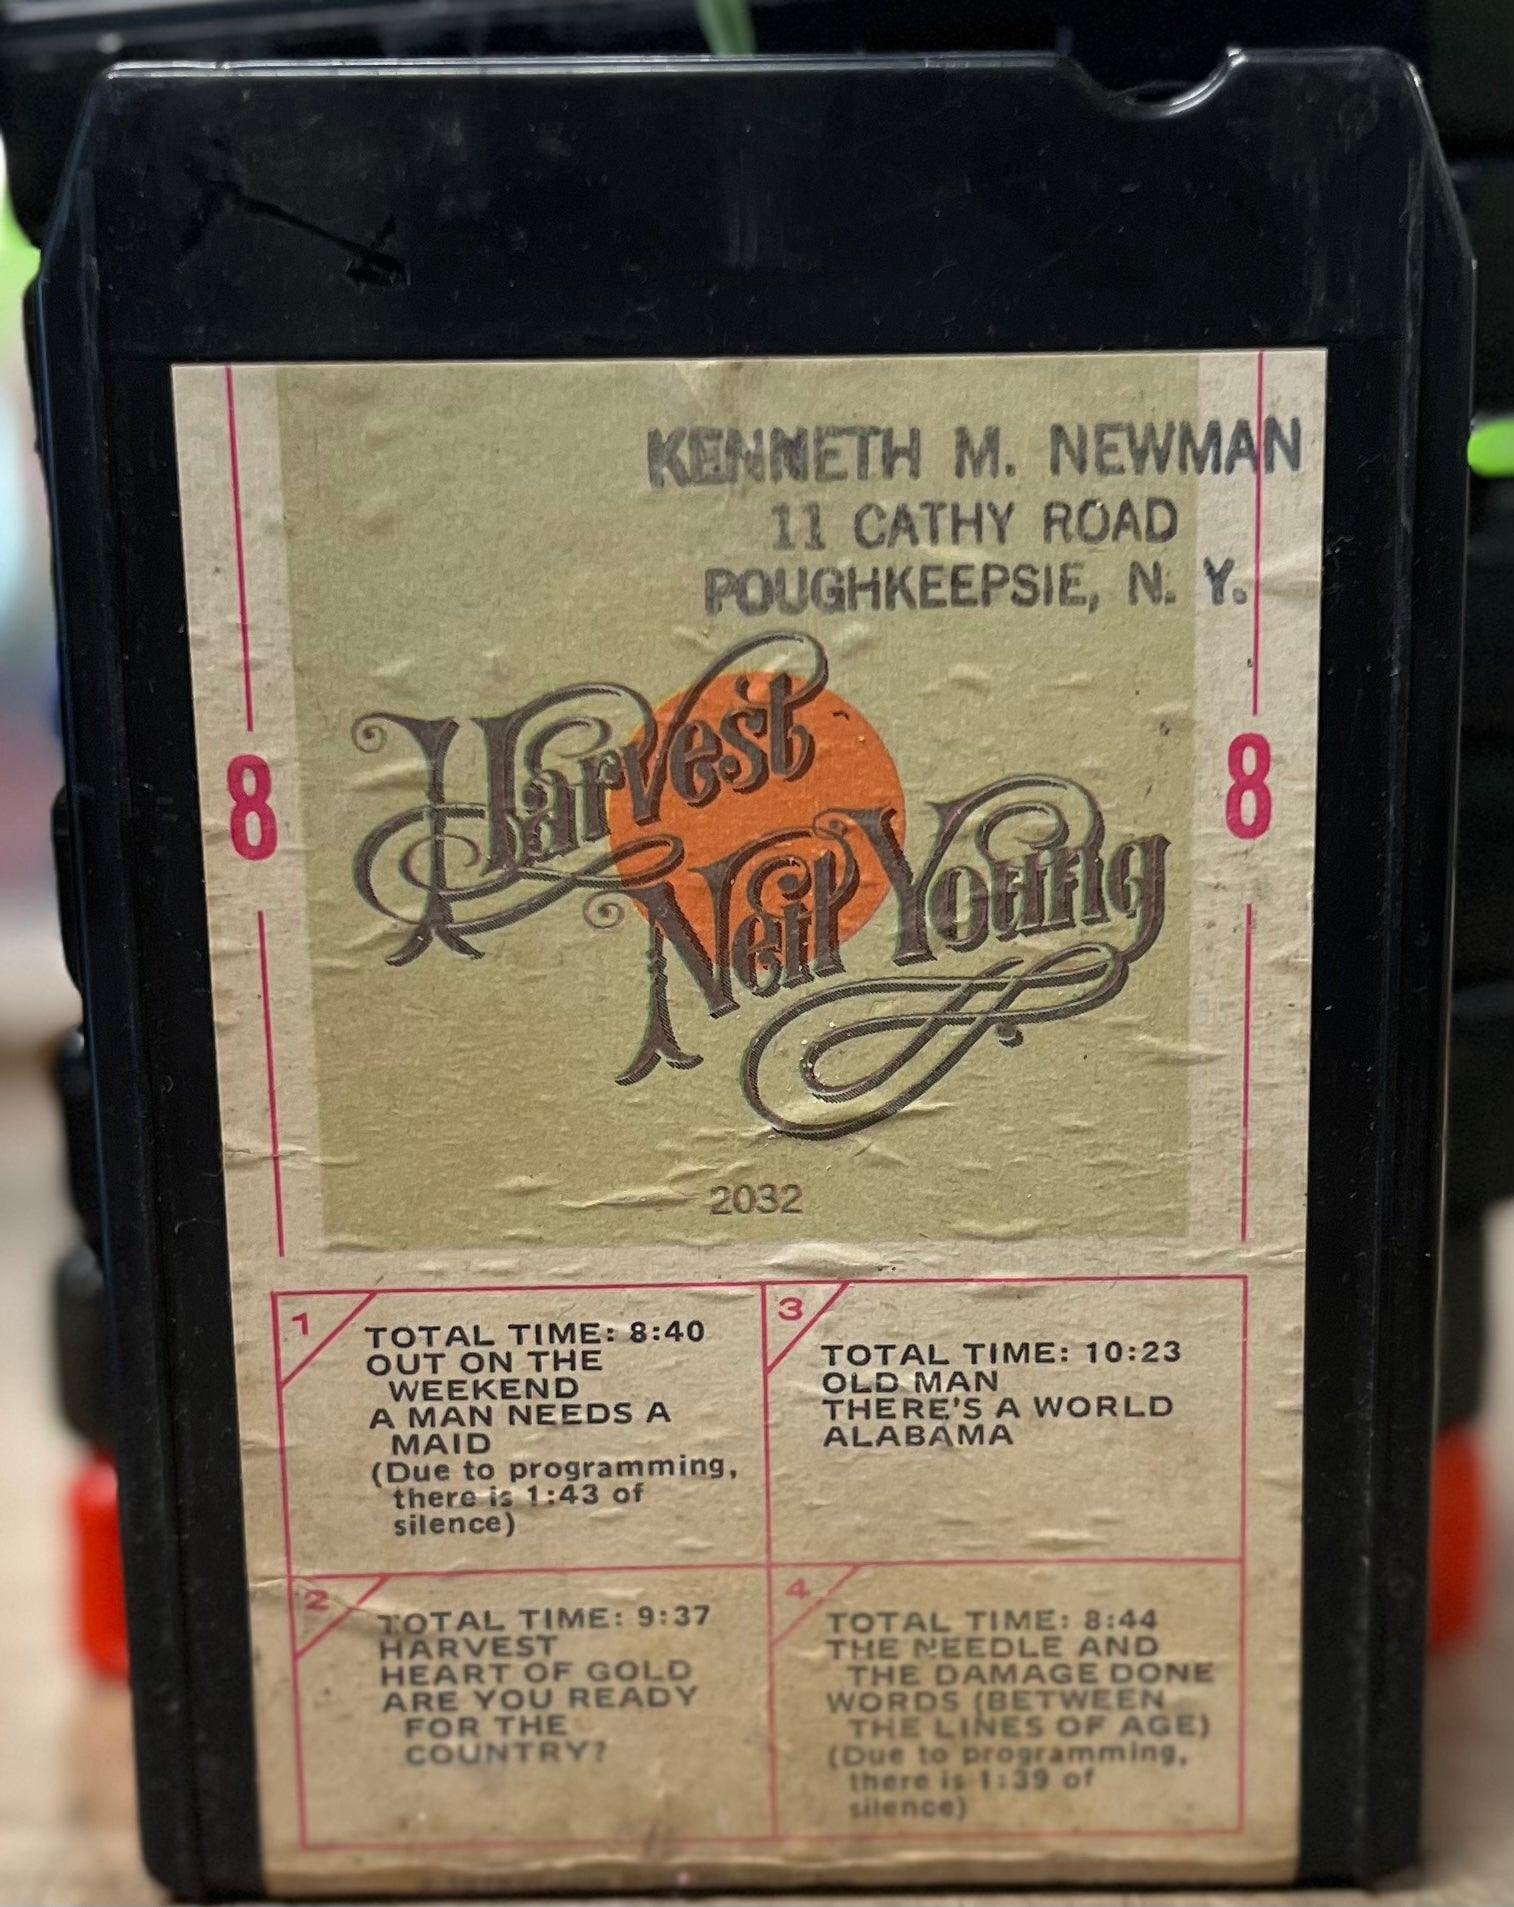 KENNETH M. NEWMAN
11 CATHY ROAD
POUGHKEEPSIE, N. Y.
Harvest
Neil Young
8
8
2032
1
TOTAL TIME: 8:40
OUT ON THE
WEEKEND
A MAN NEEDS A
MAID
(Due to programming,
there is 1:43 of
silence)
2
TOTAL TIME: 9:37
HARVEST
HEART OF GOLD
ARE YOU READY
FOR THE
COUNTRY?
3
TOTAL TIME: 10:23
OLD MAN
THERE'S A WORLD
ALABAMA
4
TOTAL TIME: 8:44
THE NEEDLE AND
THE DAMAGE DONE
WORDS (BETWEEN
THE LINES OF AGE)
(Due to programming,
there is 1:39 of
silence)